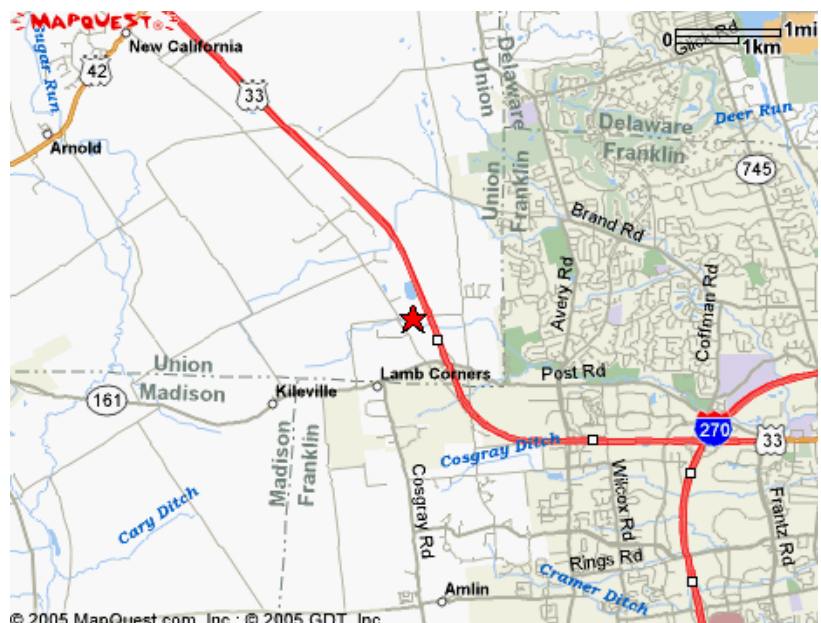 MAPQUEST®
New California
Sugar Run
42
33
Arnold
0
1mi
1km
Glick Rd
Delaware
Union
Deer Run
Delaware
Franklin
745
Union
Franklin
Brand Rd
Avery Rd
Coffman Rd
Union
Madison
161
Kileville
Lamb Corners
Post Rd
270
33
Cosgray Ditch
Madison
Franklin
Cary Ditch
Cosgray Rd
Wilcox Rd
Frantz Rd
Rings Rd
Amlin
Cramer Ditch
© 2005 MapQuest.com, Inc.; © 2005 GDT, Inc.